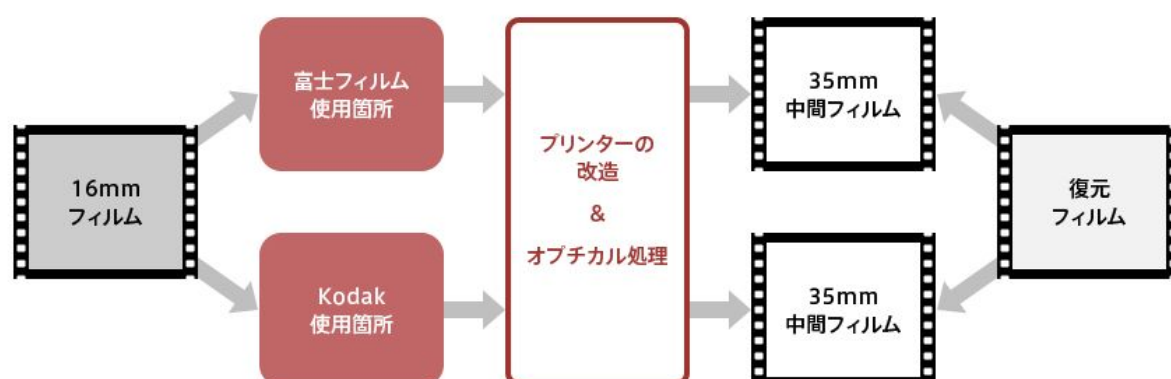 16mm
フィルム
富士フィルム
使用箇所
Kodak
使用箇所
プリンターの
改造
&
オプチカル処理
35mm
中間フィルム
35mm
中間フィルム
復元
フィルム